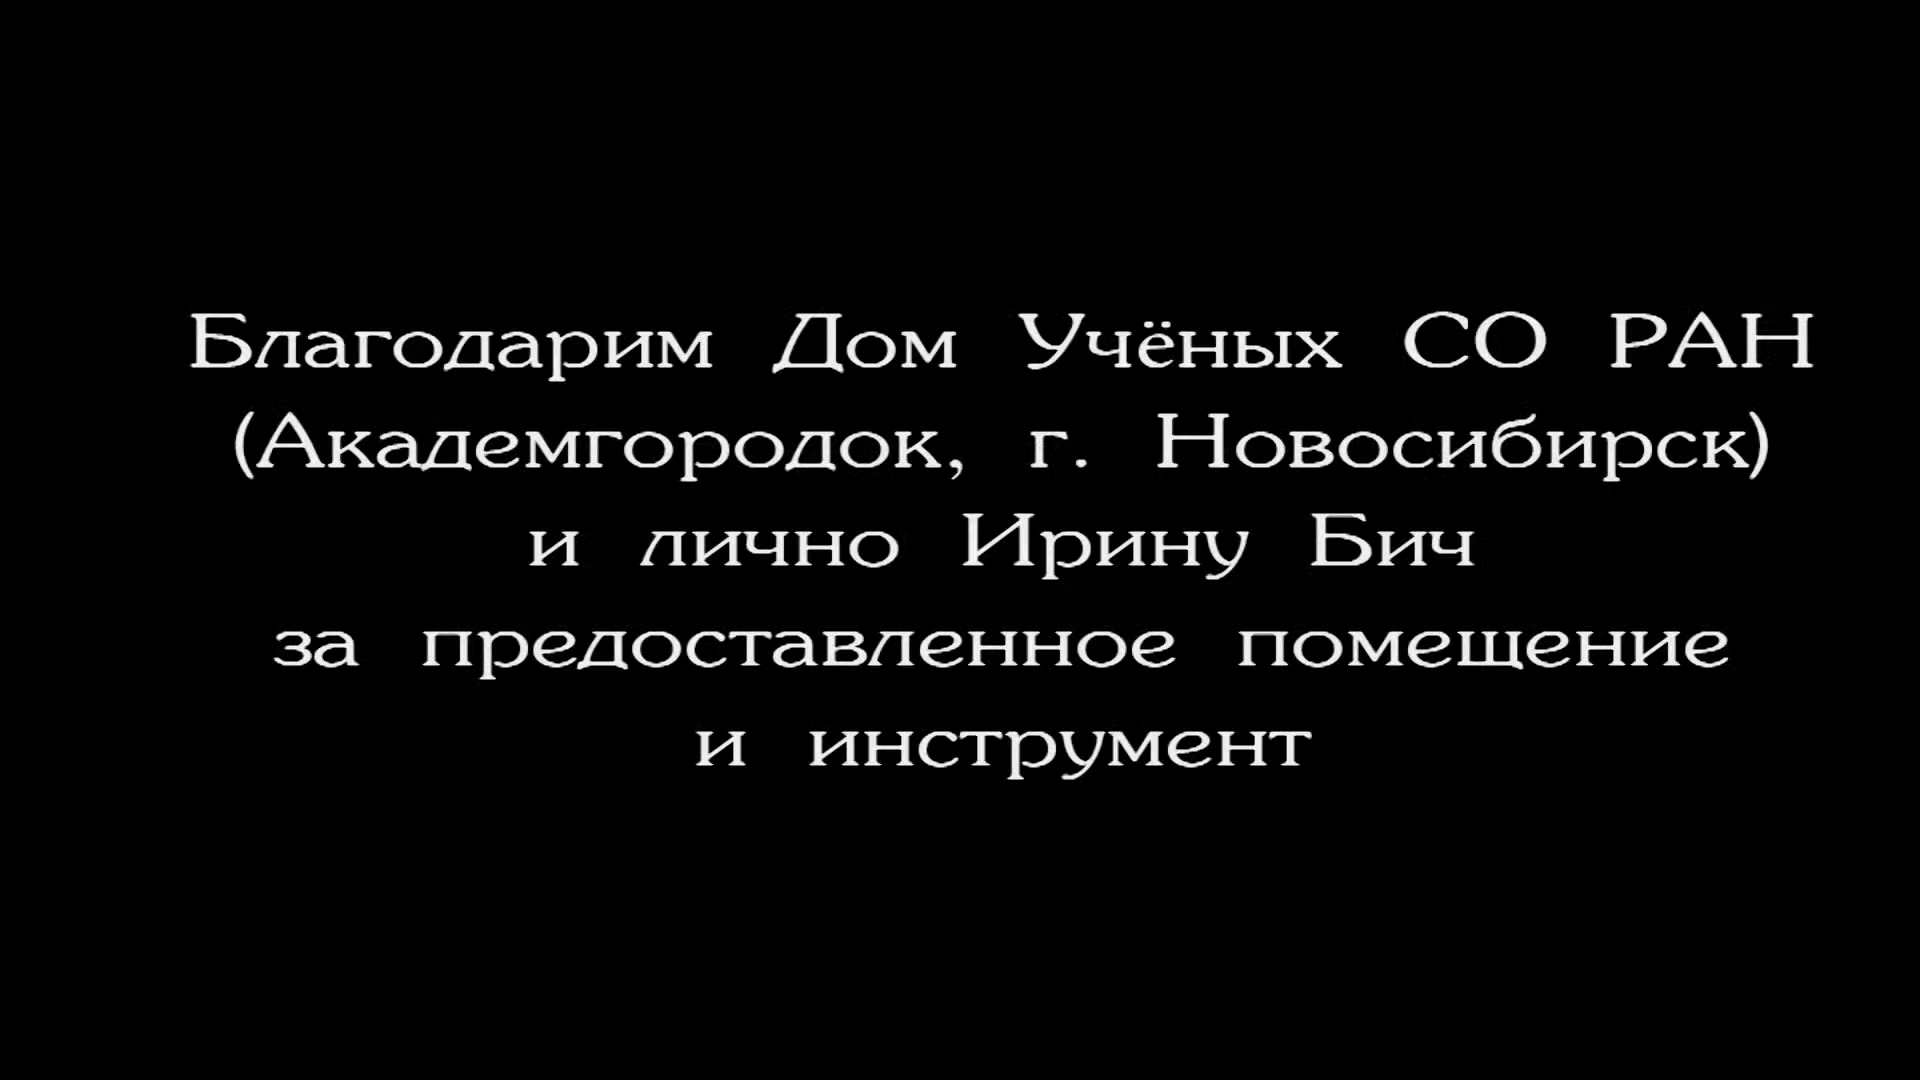 Благодарим Дом Учёных СО РАН
(Академгородок, г. Новосибирск)
и лично Ирину Бич
за предоставленное помещение
и инструмент